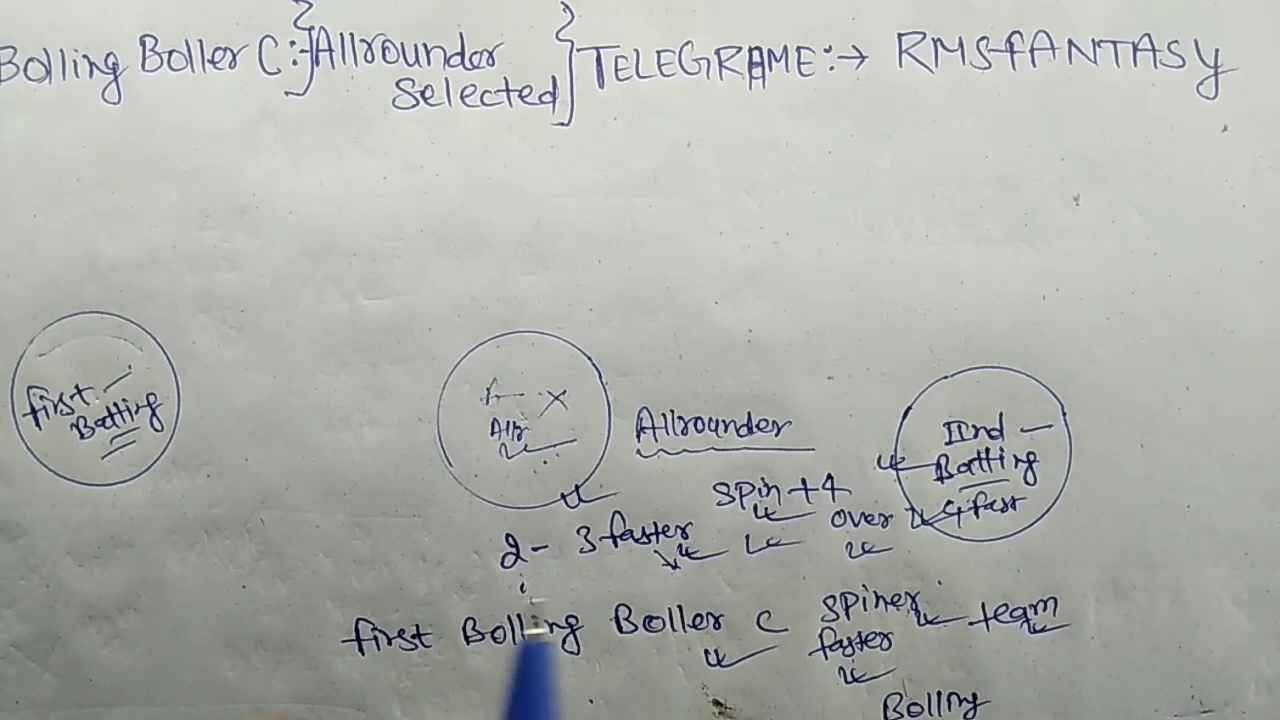 Bolling Boller C:-}Allrounder Selected} TELEGRAME:→ RMSfANTASy
first
Batting
Allr
Allrounder
IInd -
Batting
4 fast
spin + 4
over
2 - 3 faster
first Bolling Boller C spiner team
faster
Bolling